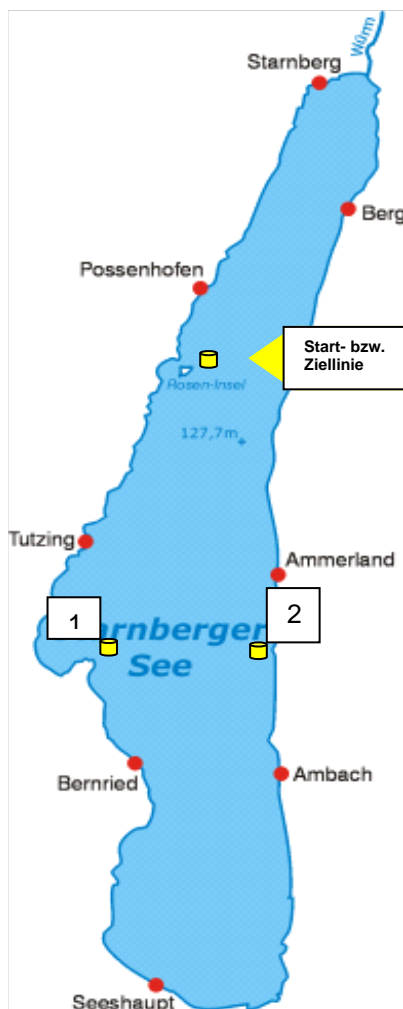 Würm
Starnberg
Berg
Possenhofen
Start- bzw.
Ziellinie
Rosen-Insel
127,7m
Tutzing
Ammerland
1
2
arnberger
See
Bernried
Ambach
Seeshaupt